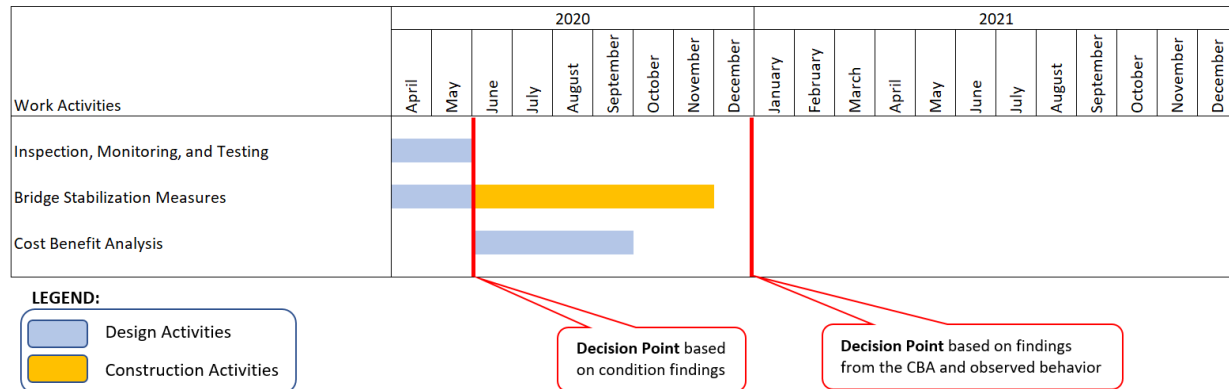 2020 2021
Work Activities April May June July August September October November December January February March April May June July August September October November December
Inspection, Monitoring, and Testing
Bridge Stabilization Measures
Cost Benefit Analysis
LEGEND:
Design Activities
Construction Activities
Decision Point based
on condition findings
Decision Point based on findings
from the CBA and observed behavior